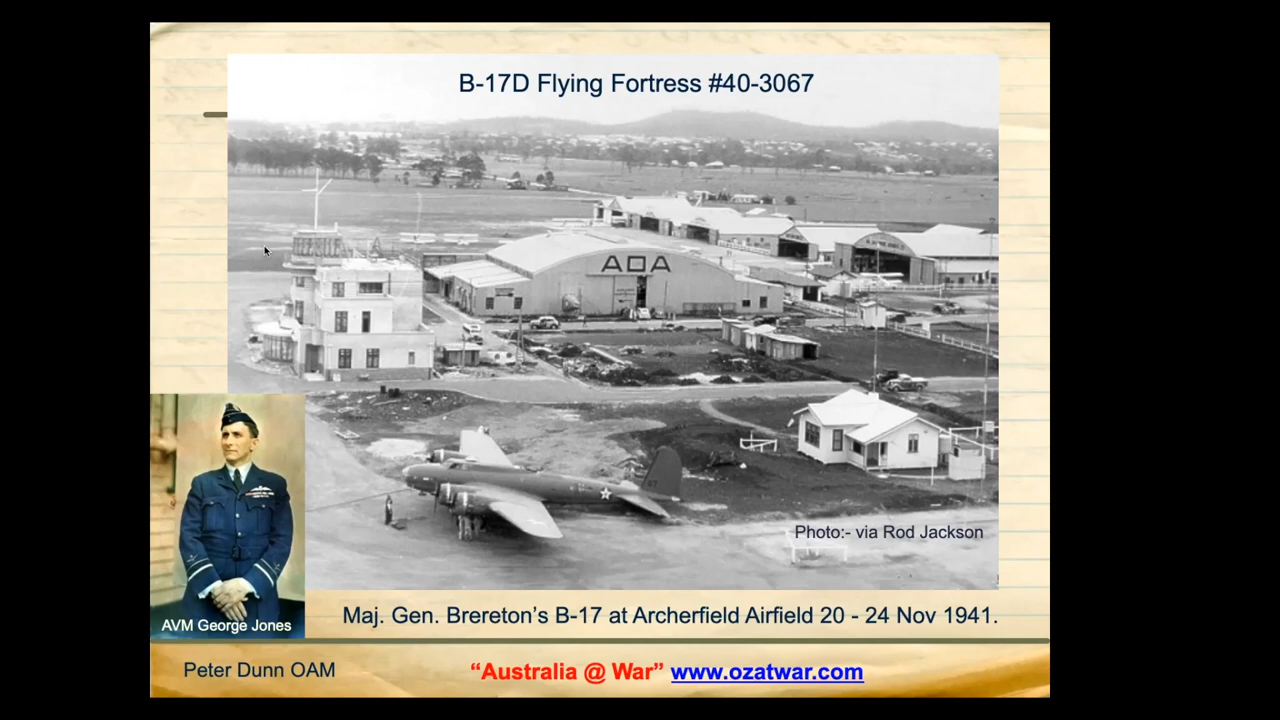 B-17D Flying Fortress #40-3067
AOA
Photo:- via Rod Jackson
AVM George Jones
Maj. Gen. Brereton’s B-17 at Archerfield Airfield 20 - 24 Nov 1941.
Peter Dunn OAM
“Australia @ War” www.ozatwar.com